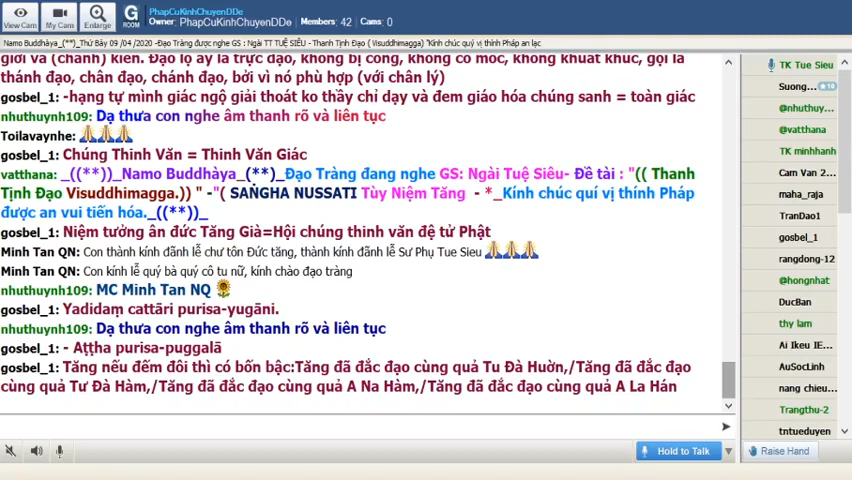 View Cam
My Cam
Enlarge
G
ROOM
PhapCuKinhChuyenDDe
Owner: PhapCuKinhChuyenDDe Members: 42 Cams: 0
Namo Buddhàya_(**)_Thứ Bảy 09 /04 /2020 -Đạo Tràng được nghe GS : Ngài TT TUỆ SIÊU - Thanh Tịnh Đạo ( Visuddhimagga) "Kính chúc quý vị thính Pháp an lạc
giới và (chánh) kiến. Đạo lộ ấy là trực đạo, không bị cong, không co móc, không khuất khúc, gọi là
thánh đạo, chân đạo, chánh đạo, bởi vì nó phù hợp (với chân lý)
gosbel_1: -hạng tự mình giác ngộ giải thoát ko thầy chỉ dạy và đem giáo hóa chúng sanh = toàn giác
nhuthuynh109: Dạ thưa con nghe âm thanh rõ và liên tục
Toilavaynhe:
gosbel_1: Chúng Thinh Văn = Thinh Văn Giác
vatthana: _((**))_Namo Buddhàya_(**)_Đạo Tràng đang nghe GS: Ngài Tuệ Siêu- Đề tài : "(( Thanh
Tịnh Đạo Visuddhimagga.)) " -"( SAṄGHA NUSSATI Tùy Niệm Tăng - *_Kính chúc quí vị thính Pháp
được an vui tiến hóa._((**))_
gosbel_1: Niệm tưởng ân đức Tăng Già=Hội chúng thinh văn đệ tử Phật
Minh Tan QN: Con thành kính đãnh lễ chư tôn Đức tăng, thành kính đãnh lễ Sư Phụ Tue Sieu
Minh Tan QN: Con kính lễ quý bà quý cô tu nữ, kính chào đạo tràng
nhuthuynh109: MC Minh Tan NQ
gosbel_1: Yadidaṃ cattāri purisa-yugāni.
nhuthuynh109: Dạ thưa con nghe âm thanh rõ và liên tục
gosbel_1: - Aṭṭha purisa-puggalā
gosbel_1: Tăng nếu đếm đôi thì có bốn bậc:Tăng đã đắc đạo cùng quả Tu Đà Huờn,/Tăng đã đắc đạo
cùng quả Tư Đà Hàm,/Tăng đã đắc đạo cùng quả A Na Hàm,/Tăng đã đắc đạo cùng quả A La Hán
Hold to Talk
TK Tue Sieu
Suong... 10
@nhuthuy...
@vatthana
TK minhhanh
Cam Van 2...
maha_raja
TranDao1
gosbel_1
rangdong-12
@hongnhat
DucBan
thy lam
Ai Ikeu IE...
AuSocLinh
nang chieu...
Trangthu-2
tntueduyen
Raise Hand